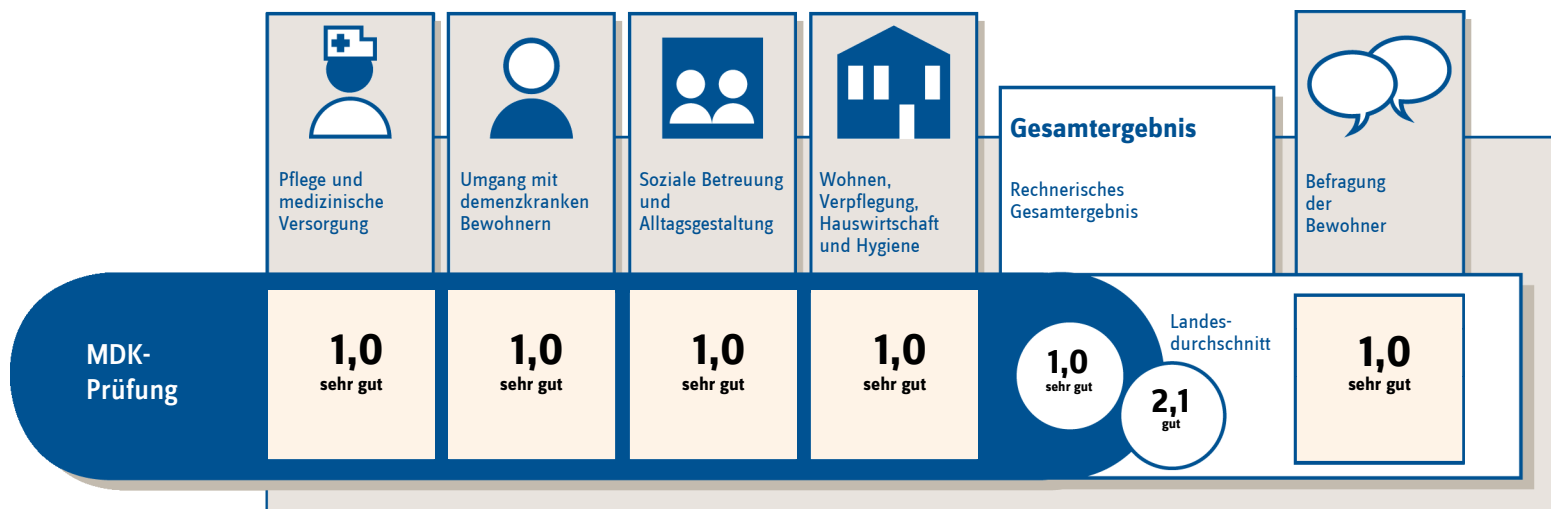 Pflege und
medizinische
Versorgung
Umgang mit
demenzkranken
Bewohnern
Soziale Betreuung
und
Alltagsgestaltung
Wohnen,
Verpflegung,
Hauswirtschaft
und Hygiene
Gesamtergebnis
Rechnerisches
Gesamtergebnis
Befragung
der
Bewohner
MDK-
Prüfung
1,0
sehr gut
1,0
sehr gut
1,0
sehr gut
1,0
sehr gut
1,0
sehr gut
Landes-
durchschnitt
2,1
gut
1,0
sehr gut